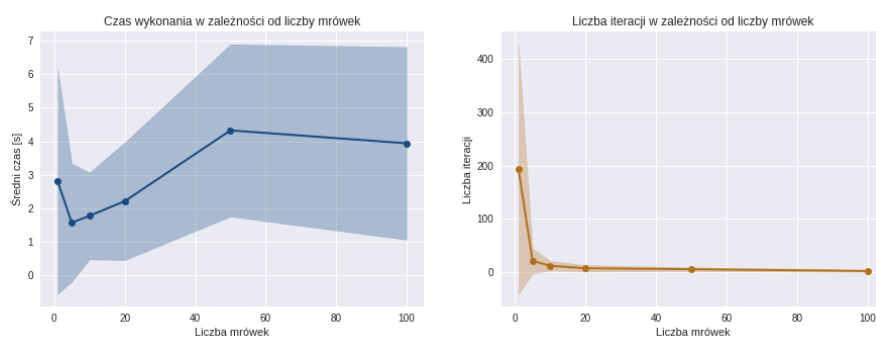 Czas wykonania w zależności od liczby mrówek
7
6
5
4
3
2
1
0
Średni czas [s]
0 20 40 60 80 100
Liczba mrówek
Liczba iteracji w zależności od liczby mrówek
400
300
200
100
0
Liczba iteracji
0 20 40 60 80 100
Liczba mrówek